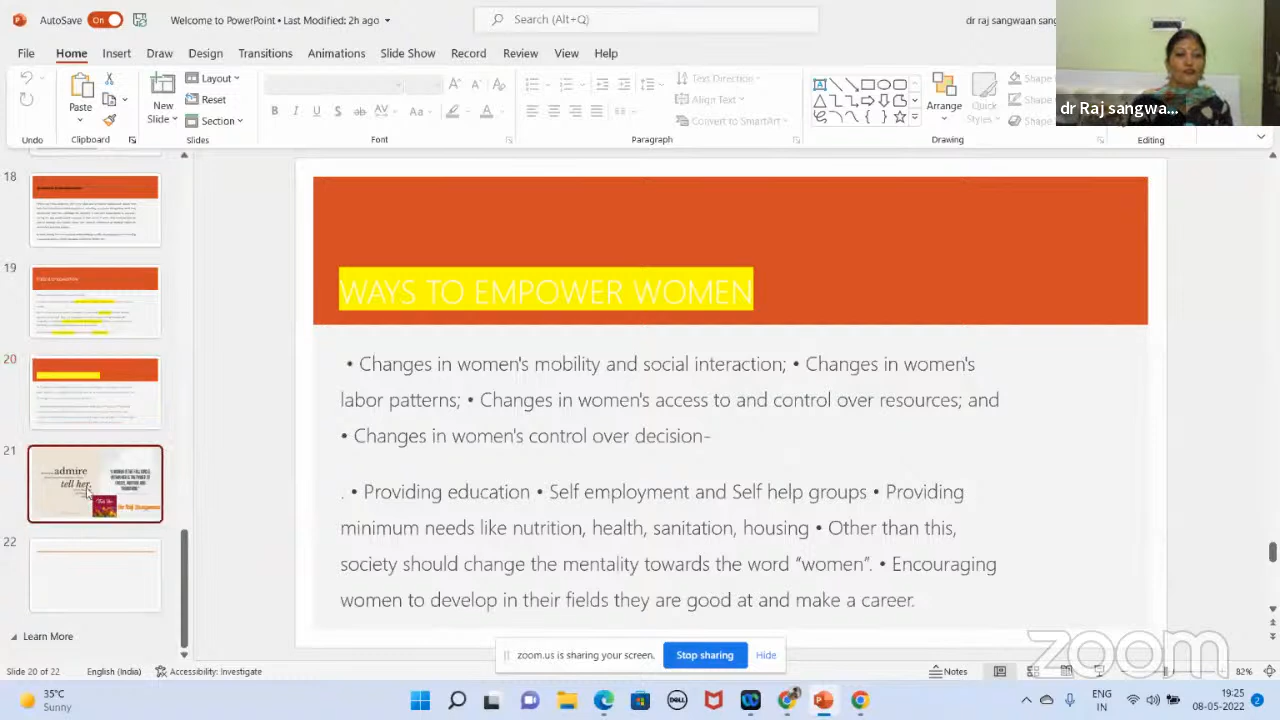 AutoSave On Welcome to PowerPoint • Last Modified: 2h ago Search (Alt+Q) dr raj sangwaan sang
File Home Insert Draw Design Transitions Animations Slide Show Record Review View Help
Paste New Slide Layout Reset Section
B I U S AV Aa A
Text Direction Align Text Convert to SmartArt
Arrange Quick Styles Shape Shape Shape
dr Raj sangwa...
Undo Clipboard Slides Font Paragraph Drawing Editing
18
19
20
21
admire
tell her.
22
Learn More
WAYS TO EMPOWER WOMEN
• Changes in women's mobility and social interaction; • Changes in women's
labor patterns; • Changes in women's access to and control over resources; and
• Changes in women's control over decision-
. • Providing education • Self employment and Self help groups • Providing
minimum needs like nutrition, health, sanitation, housing • Other than this,
society should change the mentality towards the word “women”. • Encouraging
women to develop in their fields they are good at and make a career.
zoom.us is sharing your screen. Stop sharing Hide
zoom
Slide 20 of 22 English (India) Accessibility: Investigate Notes 82%
35°C
Sunny
DELL
ENG
IN
19:25
08-05-2022
2